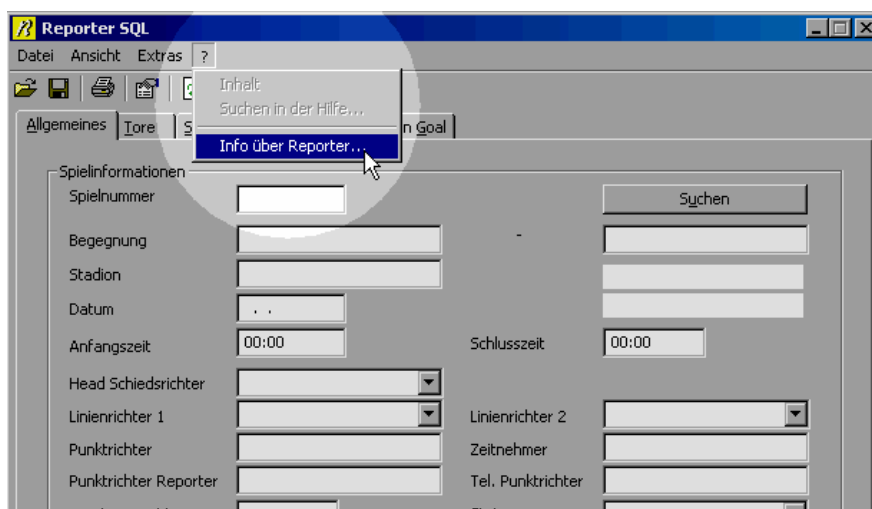 Reporter SQL
Datei Ansicht Extras ?
Inhalt
Suchen in der Hilfe...
Info über Reporter...
Allgemeines Tore S n Goal
Spielinformationen
Spielnummer Suchen
Begegnung -
Stadion
Datum . .
Anfangszeit 00:00 Schlusszeit 00:00
Head Schiedsrichter
Linienrichter 1 Linienrichter 2
Punktrichter Zeitnehmer
Punktrichter Reporter Tel. Punktrichter